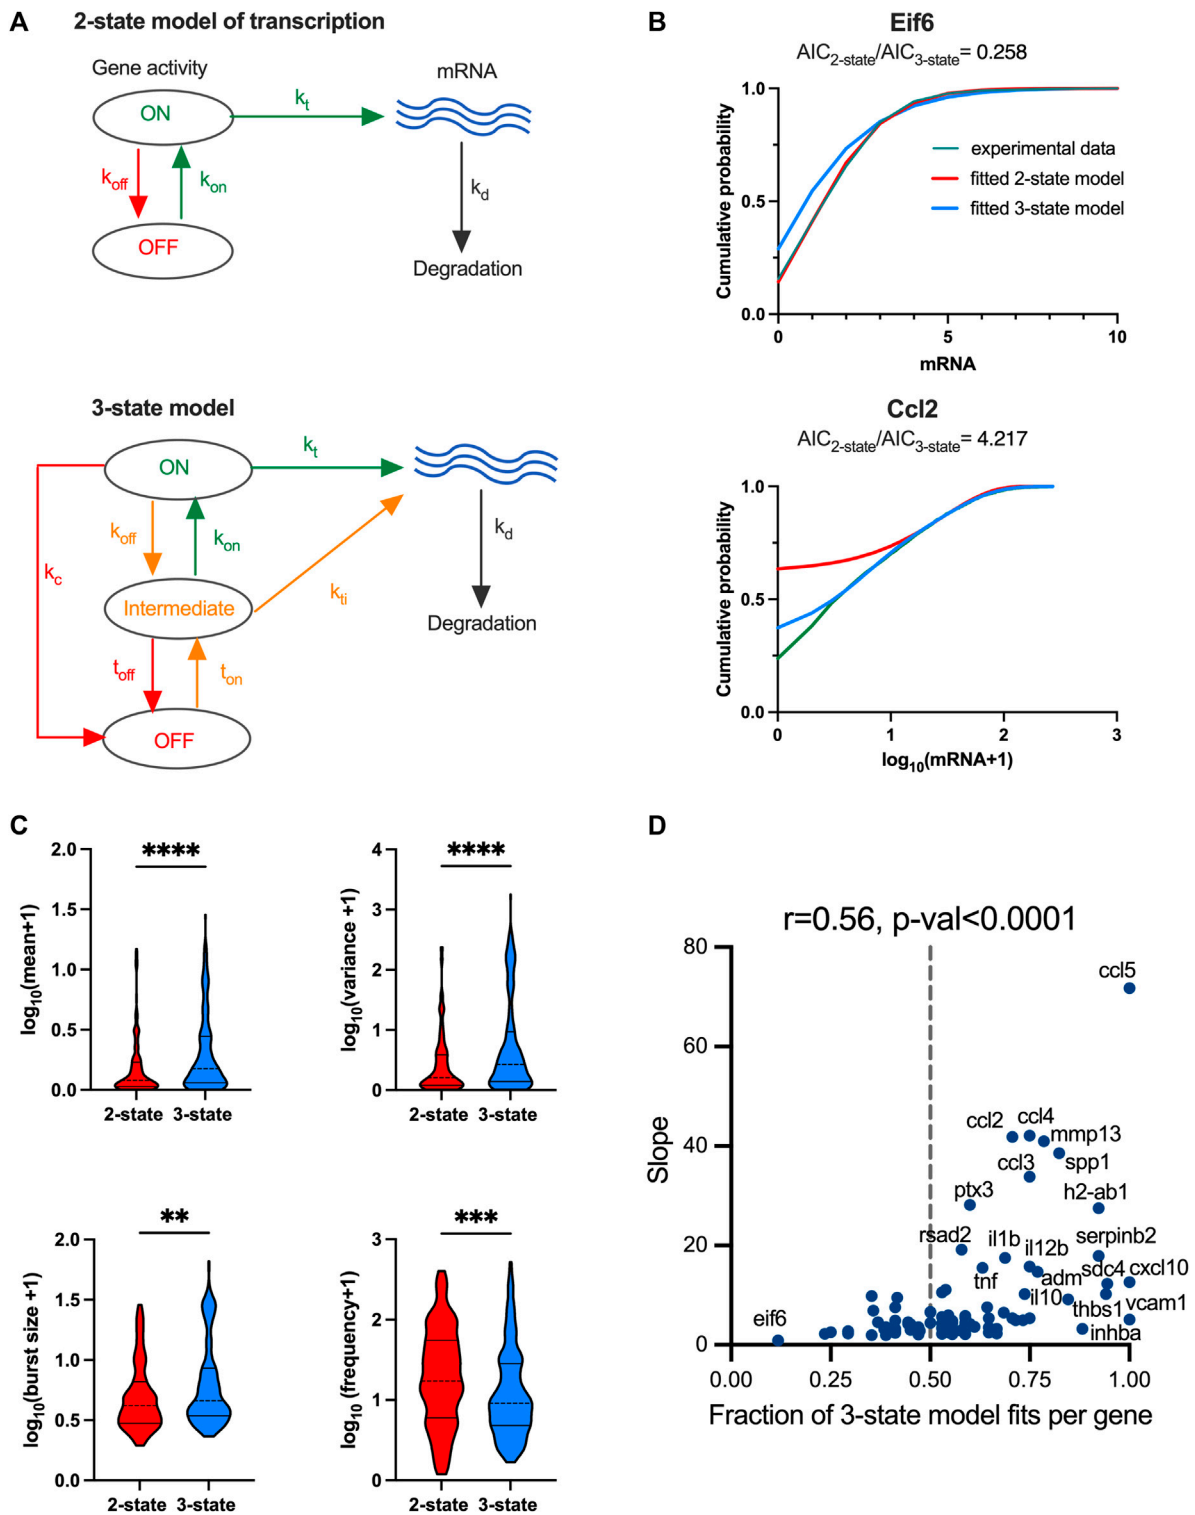 A
2-state model of transcription
Gene activity
mRNA
ON
k_t
k_off
k_on
k_d
OFF
Degradation
3-state model
ON
k_t
k_off
k_on
k_d
k_c
Intermediate
k_ti
Degradation
t_off
t_on
OFF
B
Eif6
AIC_2-state/AIC_3-state= 0.258
1.0
experimental data
fitted 2-state model
fitted 3-state model
0.5
0.0
Cumulative probability
0 5 10
mRNA
Ccl2
AIC_2-state/AIC_3-state= 4.217
1.0
0.5
0.0
Cumulative probability
0 1 2 3
log_10(mRNA+1)
C
2.0
1.5
1.0
0.5
0.0
log_10(mean+1)
****
2-state 3-state
4
3
2
1
0
log_10(variance +1)
****
2-state 3-state
2.0
1.5
1.0
0.5
0.0
log_10(burst size +1)
**
2-state 3-state
3
2
1
0
log_10 (frequency+1)
***
2-state 3-state
D
r=0.56, p-val<0.0001
80
60
40
20
0
Slope
ccl5
ccl2
ccl4
mmp13
ccl3
spp1
ptx3
h2-ab1
rsad2
il1b
il12b
serpinb2
tnf
adm
sdc4
cxcl10
il10
thbs1
vcam1
eif6
inhba
0.00 0.25 0.50 0.75 1.00
Fraction of 3-state model fits per gene